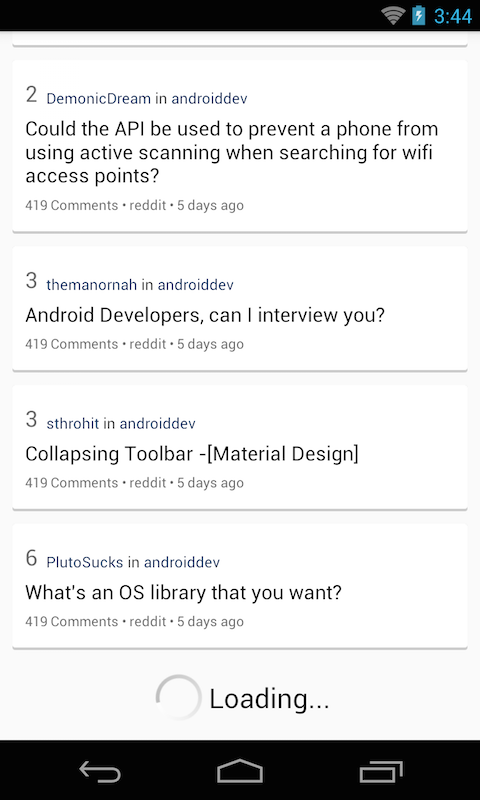 3:44
2 DemonicDream in androiddev
Could the API be used to prevent a phone from
using active scanning when searching for wifi
access points?
419 Comments • reddit • 5 days ago
3 themanornah in androiddev
Android Developers, can I interview you?
419 Comments • reddit • 5 days ago
3 sthrohit in androiddev
Collapsing Toolbar -[Material Design]
419 Comments • reddit • 5 days ago
6 PlutoSucks in androiddev
What's an OS library that you want?
419 Comments • reddit • 5 days ago
Loading...